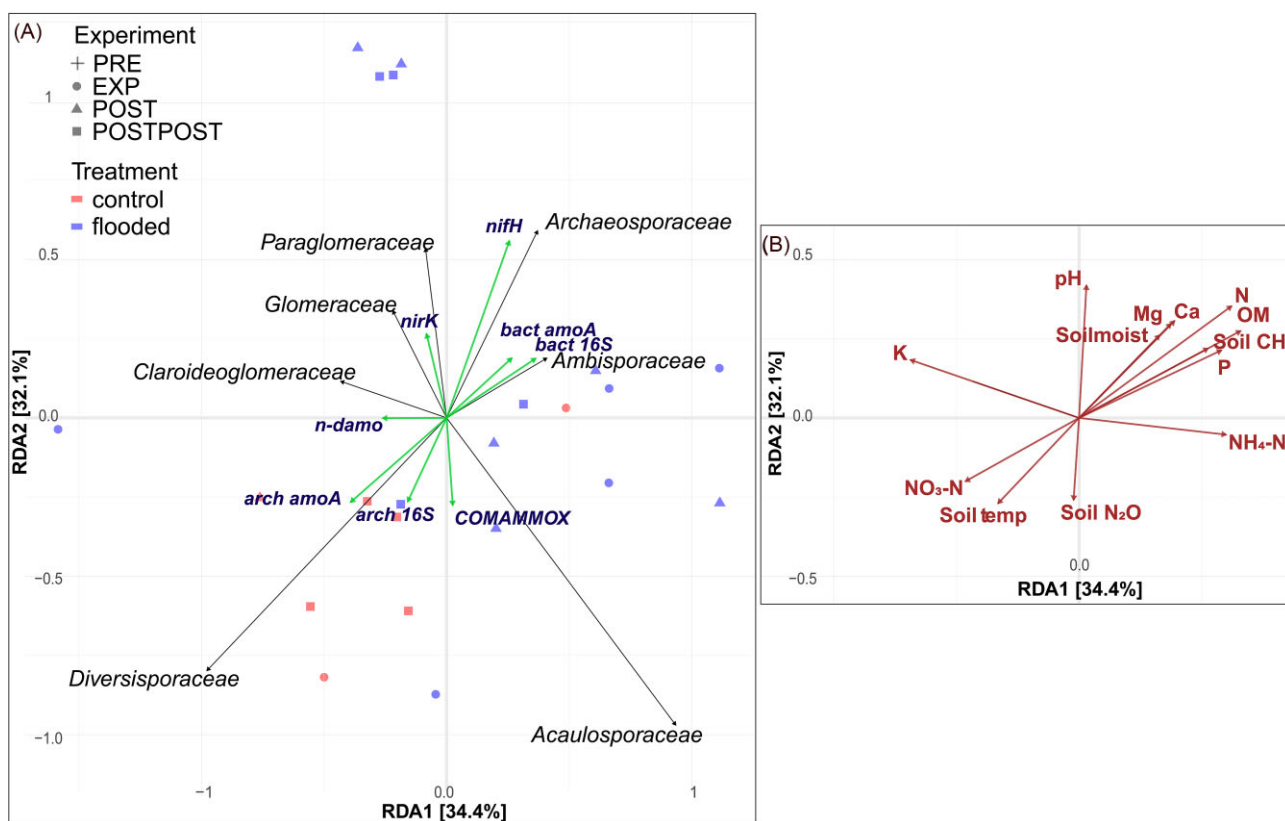 (A)
Experiment
PRE
EXP
POST
POSTPOST
Treatment
control
flooded
1
0.5
0.0
−0.5
−1.0
RDA2 [32.1%]
nifH
Archaeosporaceae
Paraglomeraceae
Glomeraceae
nirK
bact amoA
bact 16S
Ambisporaceae
Claroideoglomeraceae
n-damo
arch amoA
arch 16S
COMAMMOX
Diversisporaceae
Acaulosporaceae
−1
0.0
1
RDA1 [34.4%]
(B)
0.5
0.0
−0.5
RDA2 [32.1%]
pH
N
Mg
Ca
OM
Soilmoist
Soil CH
K
P
NH₄-N
NO₃-N
Soil temp
Soil N₂O
0.0
RDA1 [34.4%]